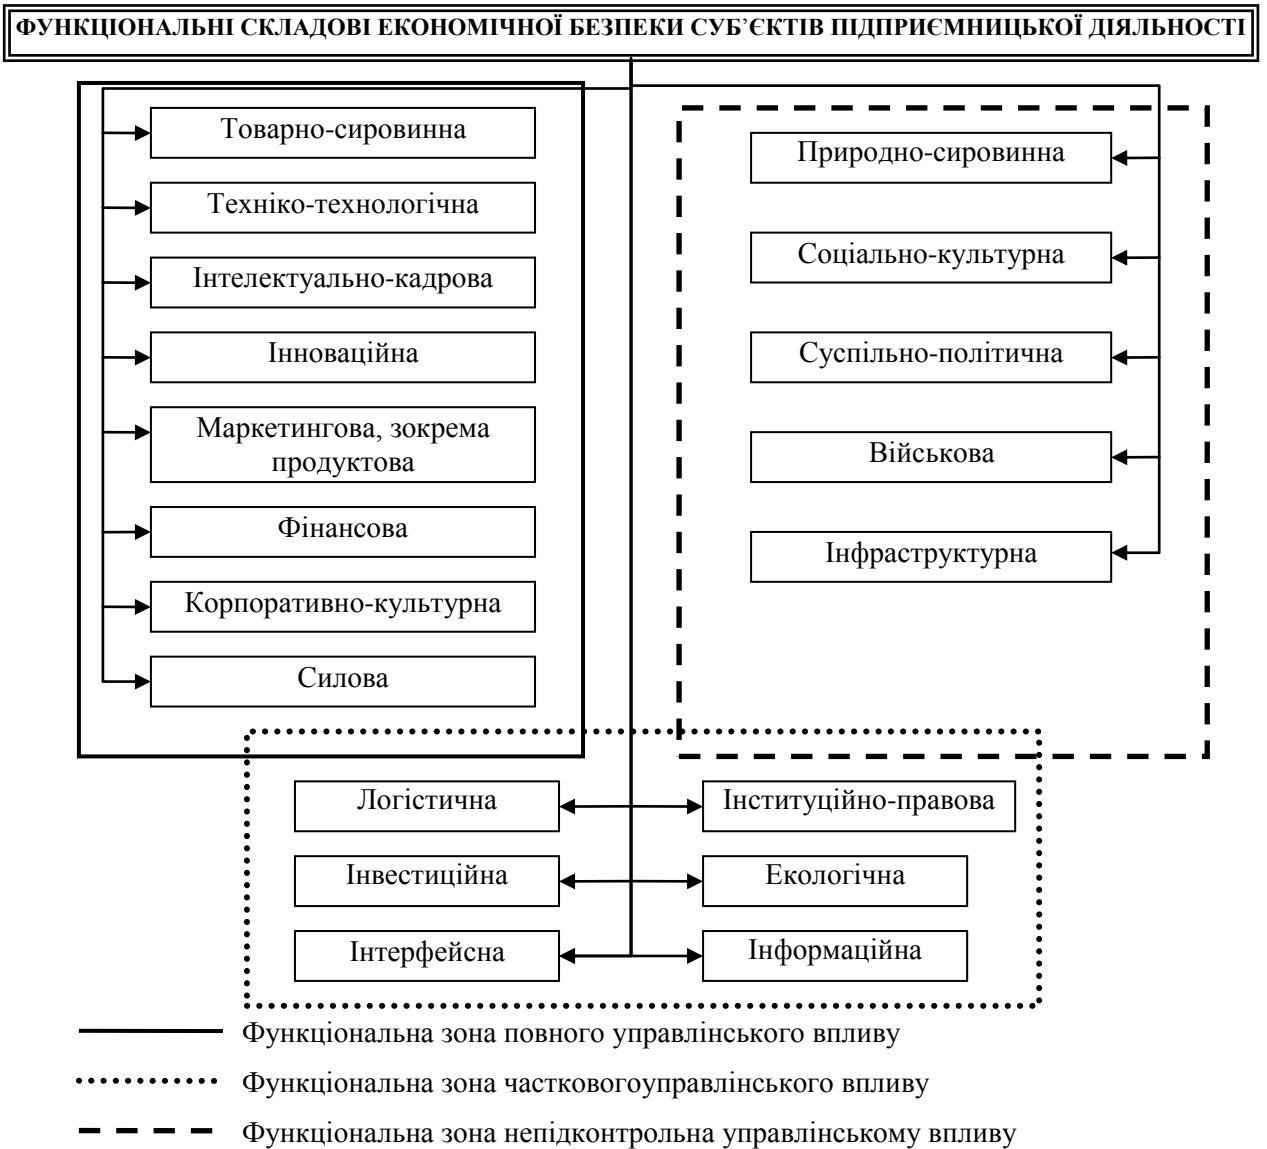 ФУНКЦІОНАЛЬНІ СКЛАДОВІ ЕКОНОМІЧНОЇ БЕЗПЕКИ СУБ’ЄКТІВ ПІДПРИЄМНИЦЬКОЇ ДІЯЛЬНОСТІ
Товарно-сировинна
Техніко-технологічна
Інтелектуально-кадрова
Інноваційна
Маркетингова, зокрема
продуктова
Фінансова
Корпоративно-культурна
Силова
Природно-сировинна
Соціально-культурна
Суспільно-політична
Військова
Інфраструктурна
Логістична
Інституційно-правова
Інвестиційна
Екологічна
Інтерфейсна
Інформаційна
Функціональна зона повного управлінського впливу
Функціональна зона частковогоуправлінського впливу
Функціональна зона непідконтрольна управлінському впливу